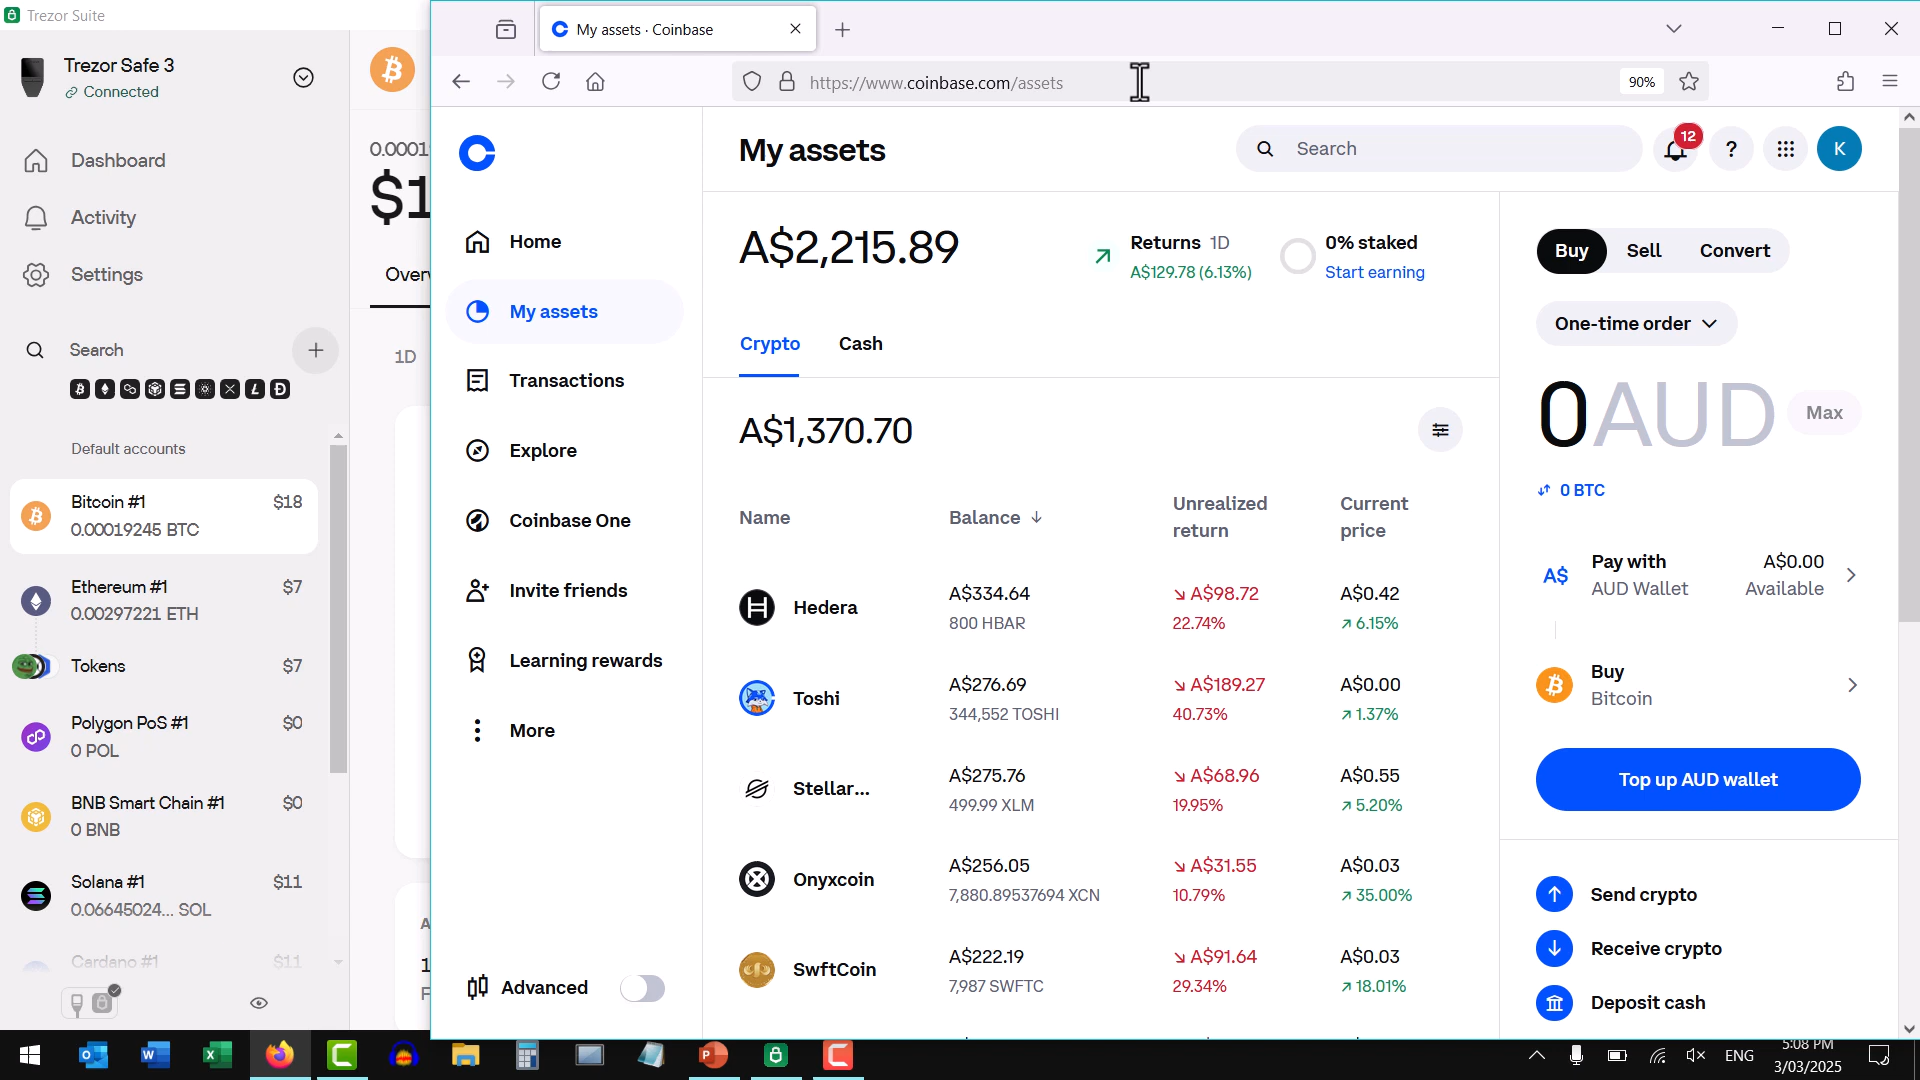 Trezor Suite
Trezor Safe 3
Connected
Dashboard
Activity
Settings
Search
Default accounts
Bitcoin #1 $18
0.00019245 BTC
Ethereum #1 $7
0.00297221 ETH
Tokens $7
Polygon PoS #1 $0
0 POL
BNB Smart Chain #1 $0
0 BNB
Solana #1 $11
0.06645024... SOL
Cardano #1 $11
0.0001
$1
1D
My assets · Coinbase
https://www.coinbase.com/assets
90%
Home
My assets
Transactions
Explore
Coinbase One
Invite friends
Learning rewards
More
Advanced
My assets
Search
12
?
K
A$2,215.89
Returns 1D
A$129.78 (6.13%)
0% staked
Start earning
Crypto Cash
A$1,370.70
Name Balance Unrealized return Current price
Hedera A$334.64 A$98.72 A$0.42
800 HBAR 22.74% 6.15%
Toshi A$276.69 A$189.27 A$0.00
344,552 TOSHI 40.73% 1.37%
Stellar... A$275.76 A$68.96 A$0.55
499.99 XLM 19.95% 5.20%
Onyxcoin A$256.05 A$31.55 A$0.03
7,880.89537694 XCN 10.79% 35.00%
SwftCoin A$222.19 A$91.64 A$0.03
7,987 SWFTC 29.34% 18.01%
Buy Sell Convert
One-time order
0AUD
Max
0 BTC
A$
Pay with A$0.00
AUD Wallet Available
Buy
Bitcoin
Top up AUD wallet
Send crypto
Receive crypto
Deposit cash
ENG
5:08 PM
3/03/2025